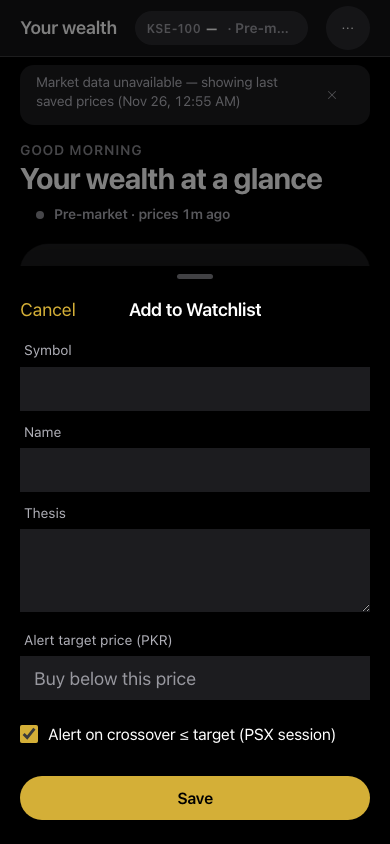 Your wealth
KSE-100 — · Pre-m...
...
Market data unavailable — showing last
saved prices (Nov 26, 12:55 AM)
×
GOOD MORNING
Your wealth at a glance
Pre-market · prices 1m ago
Cancel
Add to Watchlist
Symbol
Name
Thesis
Alert target price (PKR)
Buy below this price
Alert on crossover ≤ target (PSX session)
Save